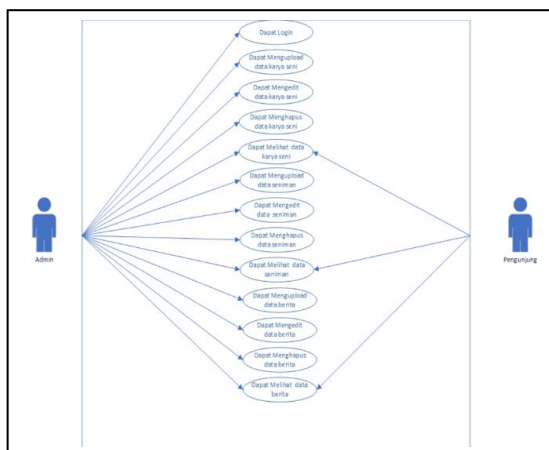 Dapat Login
Dapat Mengupload
data karya seni
Dapat Mengedit
data karya seni
Dapat Menghapus
data karya seni
Dapat Melihat data
karya seni
Dapat Mengupload
data seniman
Dapat Mengedit
data seniman
Dapat Menghapus
data seniman
Dapat Melihat data
seniman
Dapat Mengupload
data berita
Dapat Mengedit
data berita
Dapat Menghapus
data berita
Dapat Melihat data
berita
Admin
Pengunjung